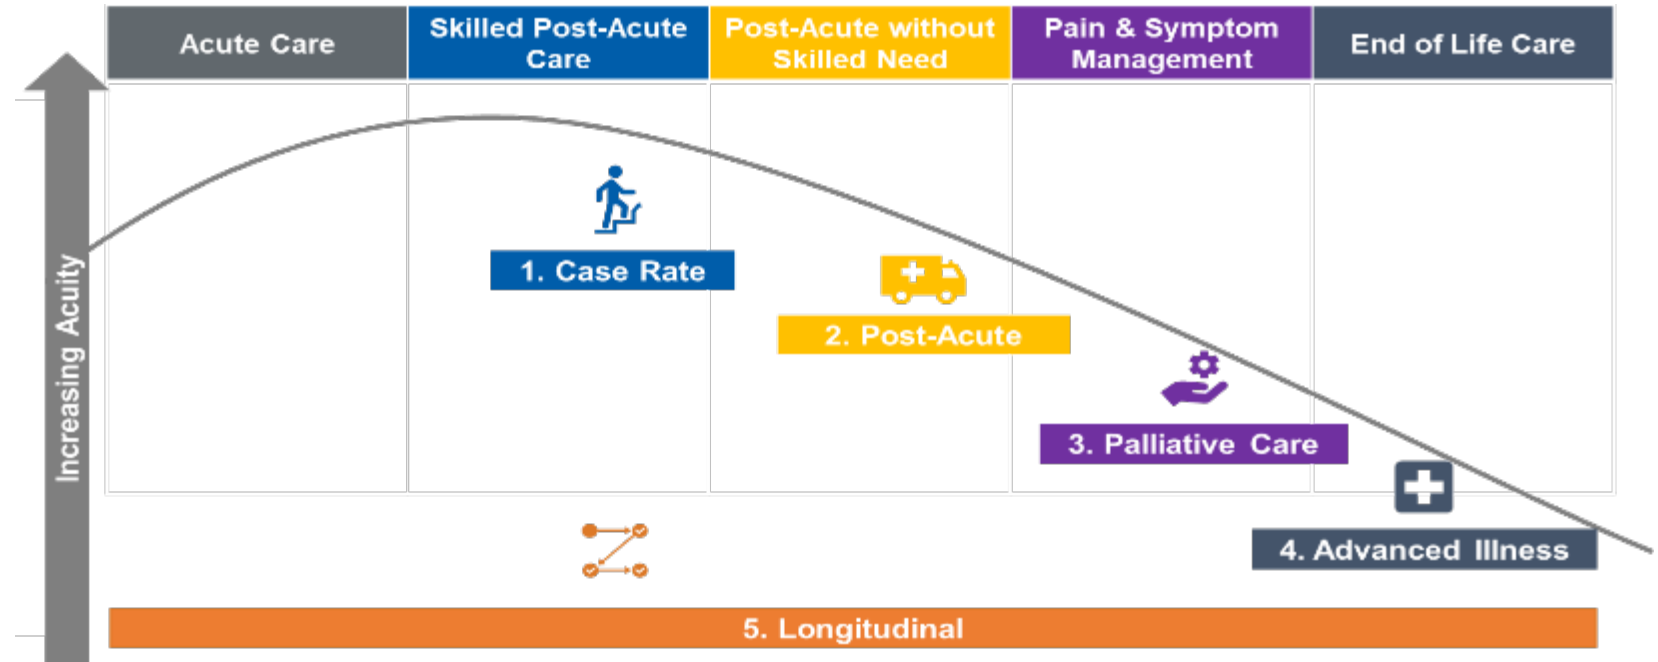 Acute Care
Skilled Post-Acute
Care
Post-Acute without
Skilled Need
Pain & Symptom
Management
End of Life Care
Increasing Acuity
1. Case Rate
2. Post-Acute
3. Palliative Care
4. Advanced Illness
5. Longitudinal